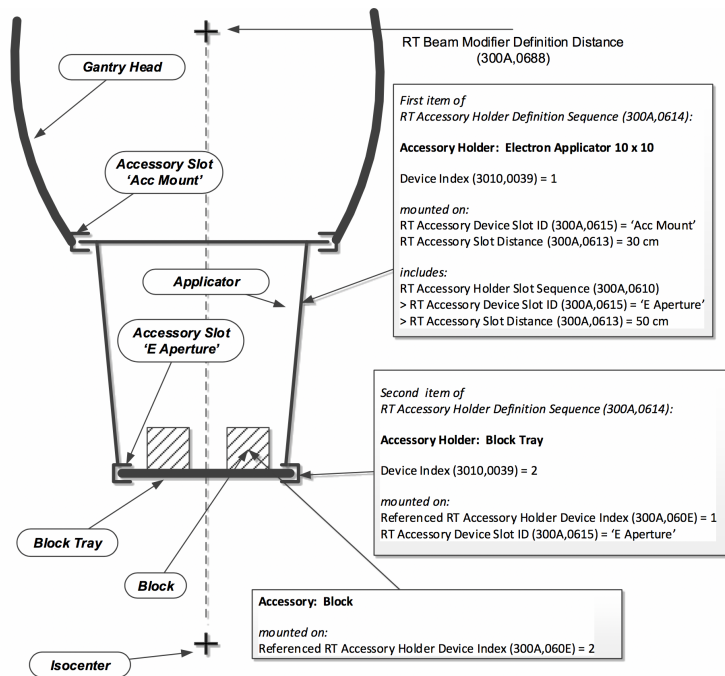 RT Beam Modifier Definition Distance
(300A,0688)
Gantry Head
First item of
RT Accessory Holder Definition Sequence (300A,0614):
Accessory Holder: Electron Applicator 10 x 10
Device Index (3010,0039) = 1
mounted on:
RT Accessory Device Slot ID (300A,0615) = ‘Acc Mount’
RT Accessory Slot Distance (300A,0613) = 30 cm
includes:
RT Accessory Holder Slot Sequence (300A,0610)
> RT Accessory Device Slot ID (300A,0615) = ‘E Aperture’
> RT Accessory Slot Distance (300A,0613) = 50 cm
Accessory Slot
‘Acc Mount’
Applicator
Accessory Slot
‘E Aperture’
Second item of
RT Accessory Holder Definition Sequence (300A,0614):
Accessory Holder: Block Tray
Device Index (3010,0039) = 2
mounted on:
Referenced RT Accessory Holder Device Index (300A,060E) = 1
RT Accessory Device Slot ID (300A,0615) = ‘E Aperture’
Block Tray
Block
Accessory: Block
mounted on:
Referenced RT Accessory Holder Device Index (300A,060E) = 2
Isocenter